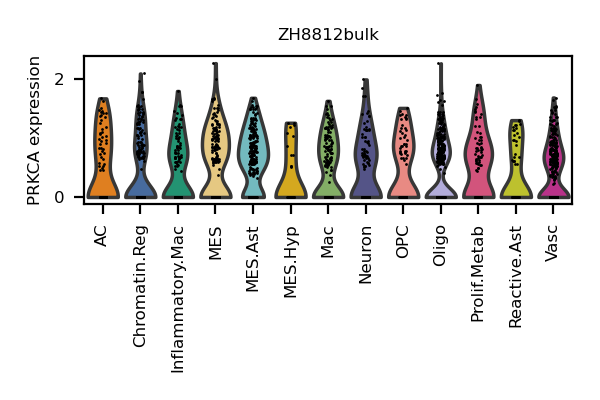 ZH8812bulk
PRKCA expression
2
0
AC
Chromatin.Reg
Inflammatory.Mac
MES
MES.Ast
MES.Hyp
Mac
Neuron
OPC
Oligo
Prolif.Metab
Reactive.Ast
Vasc